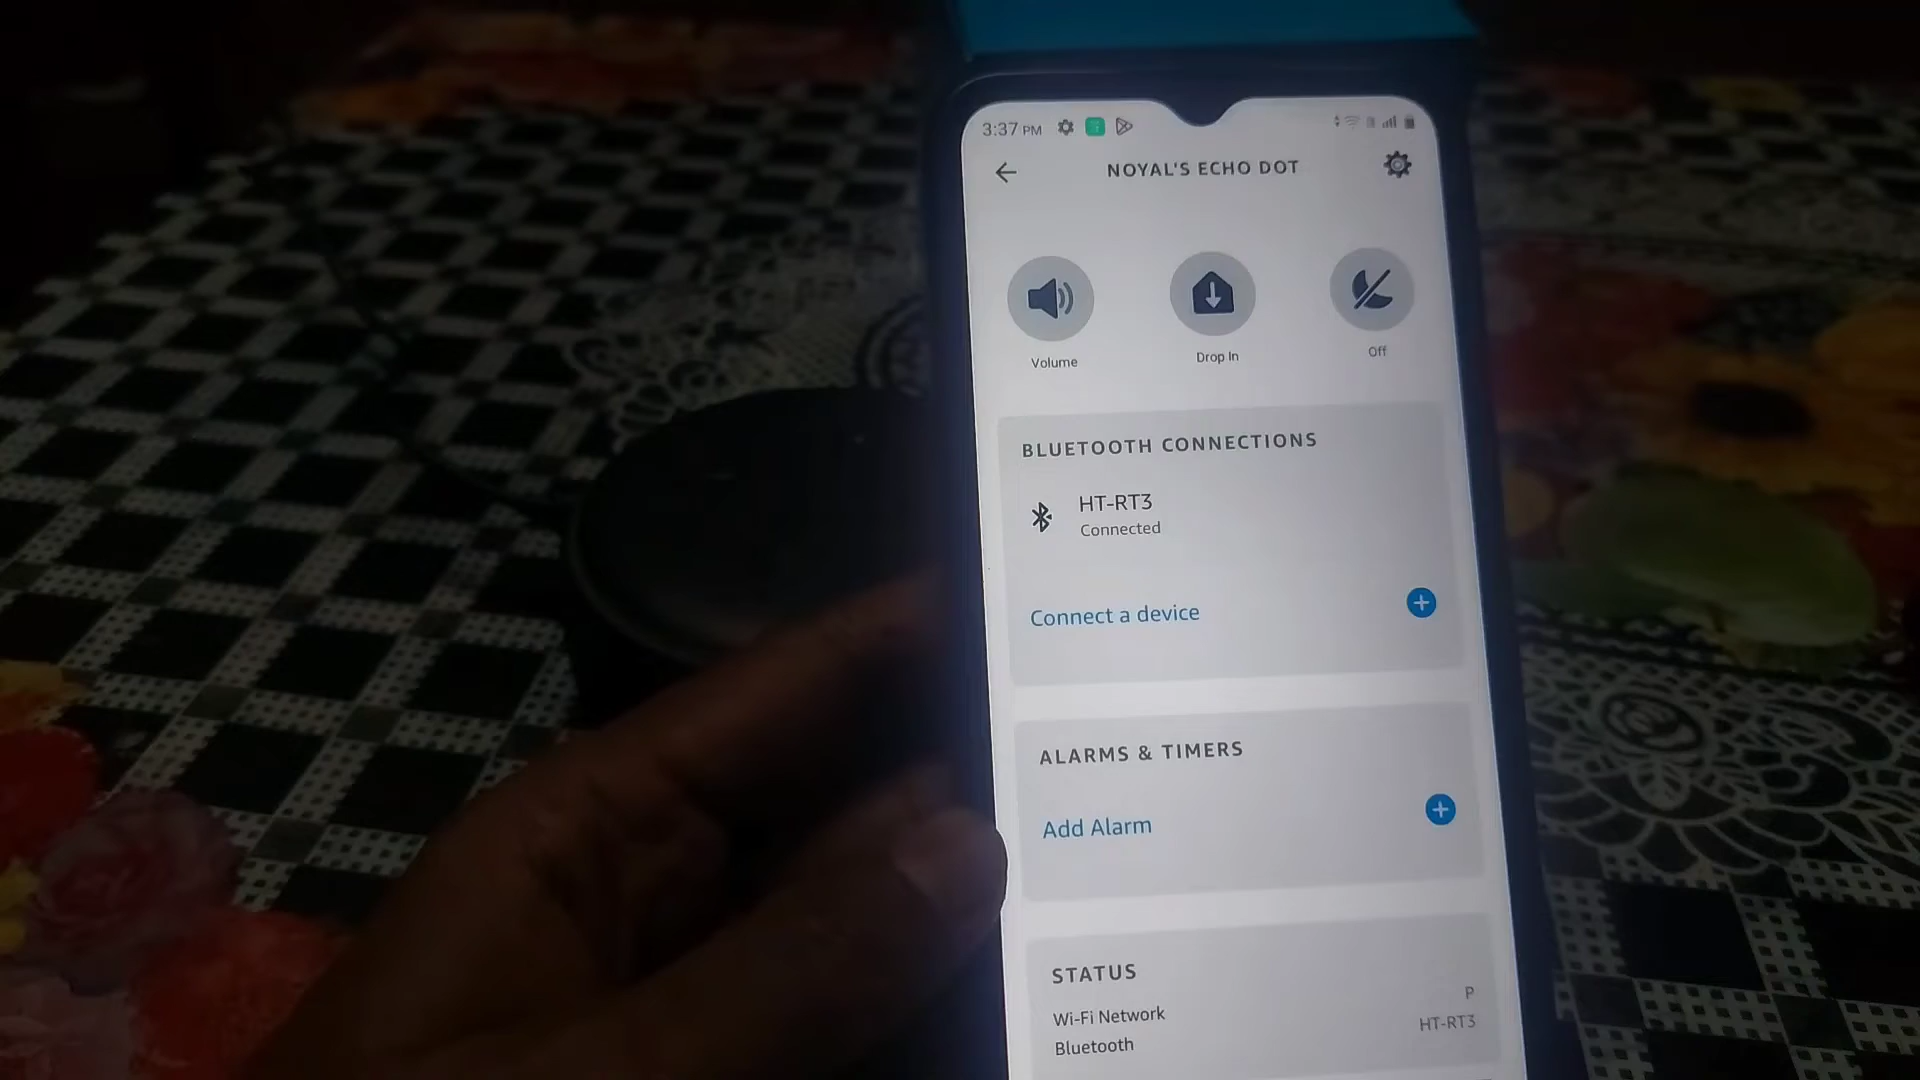 3:37 PM
NOYAL'S ECHO DOT
Volume
Drop In
Off
BLUETOOTH CONNECTIONS
HT-RT3
Connected
Connect a device
ALARMS & TIMERS
Add Alarm
STATUS
Wi-Fi Network P
Bluetooth HT-RT3